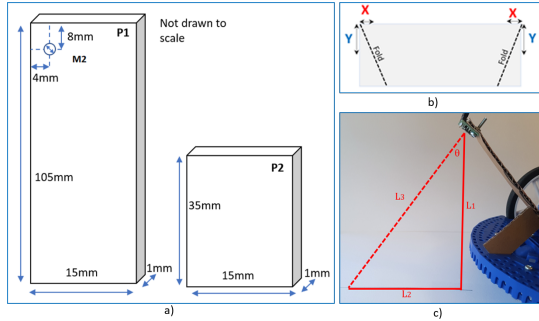 P1
Not drawn to
scale
8mm
M2
4mm
105mm
15mm
1mm
P2
35mm
15mm
1mm
a)
X
X
Y
Y
Fold
Fold
b)
θ
L3
L1
L2
c)